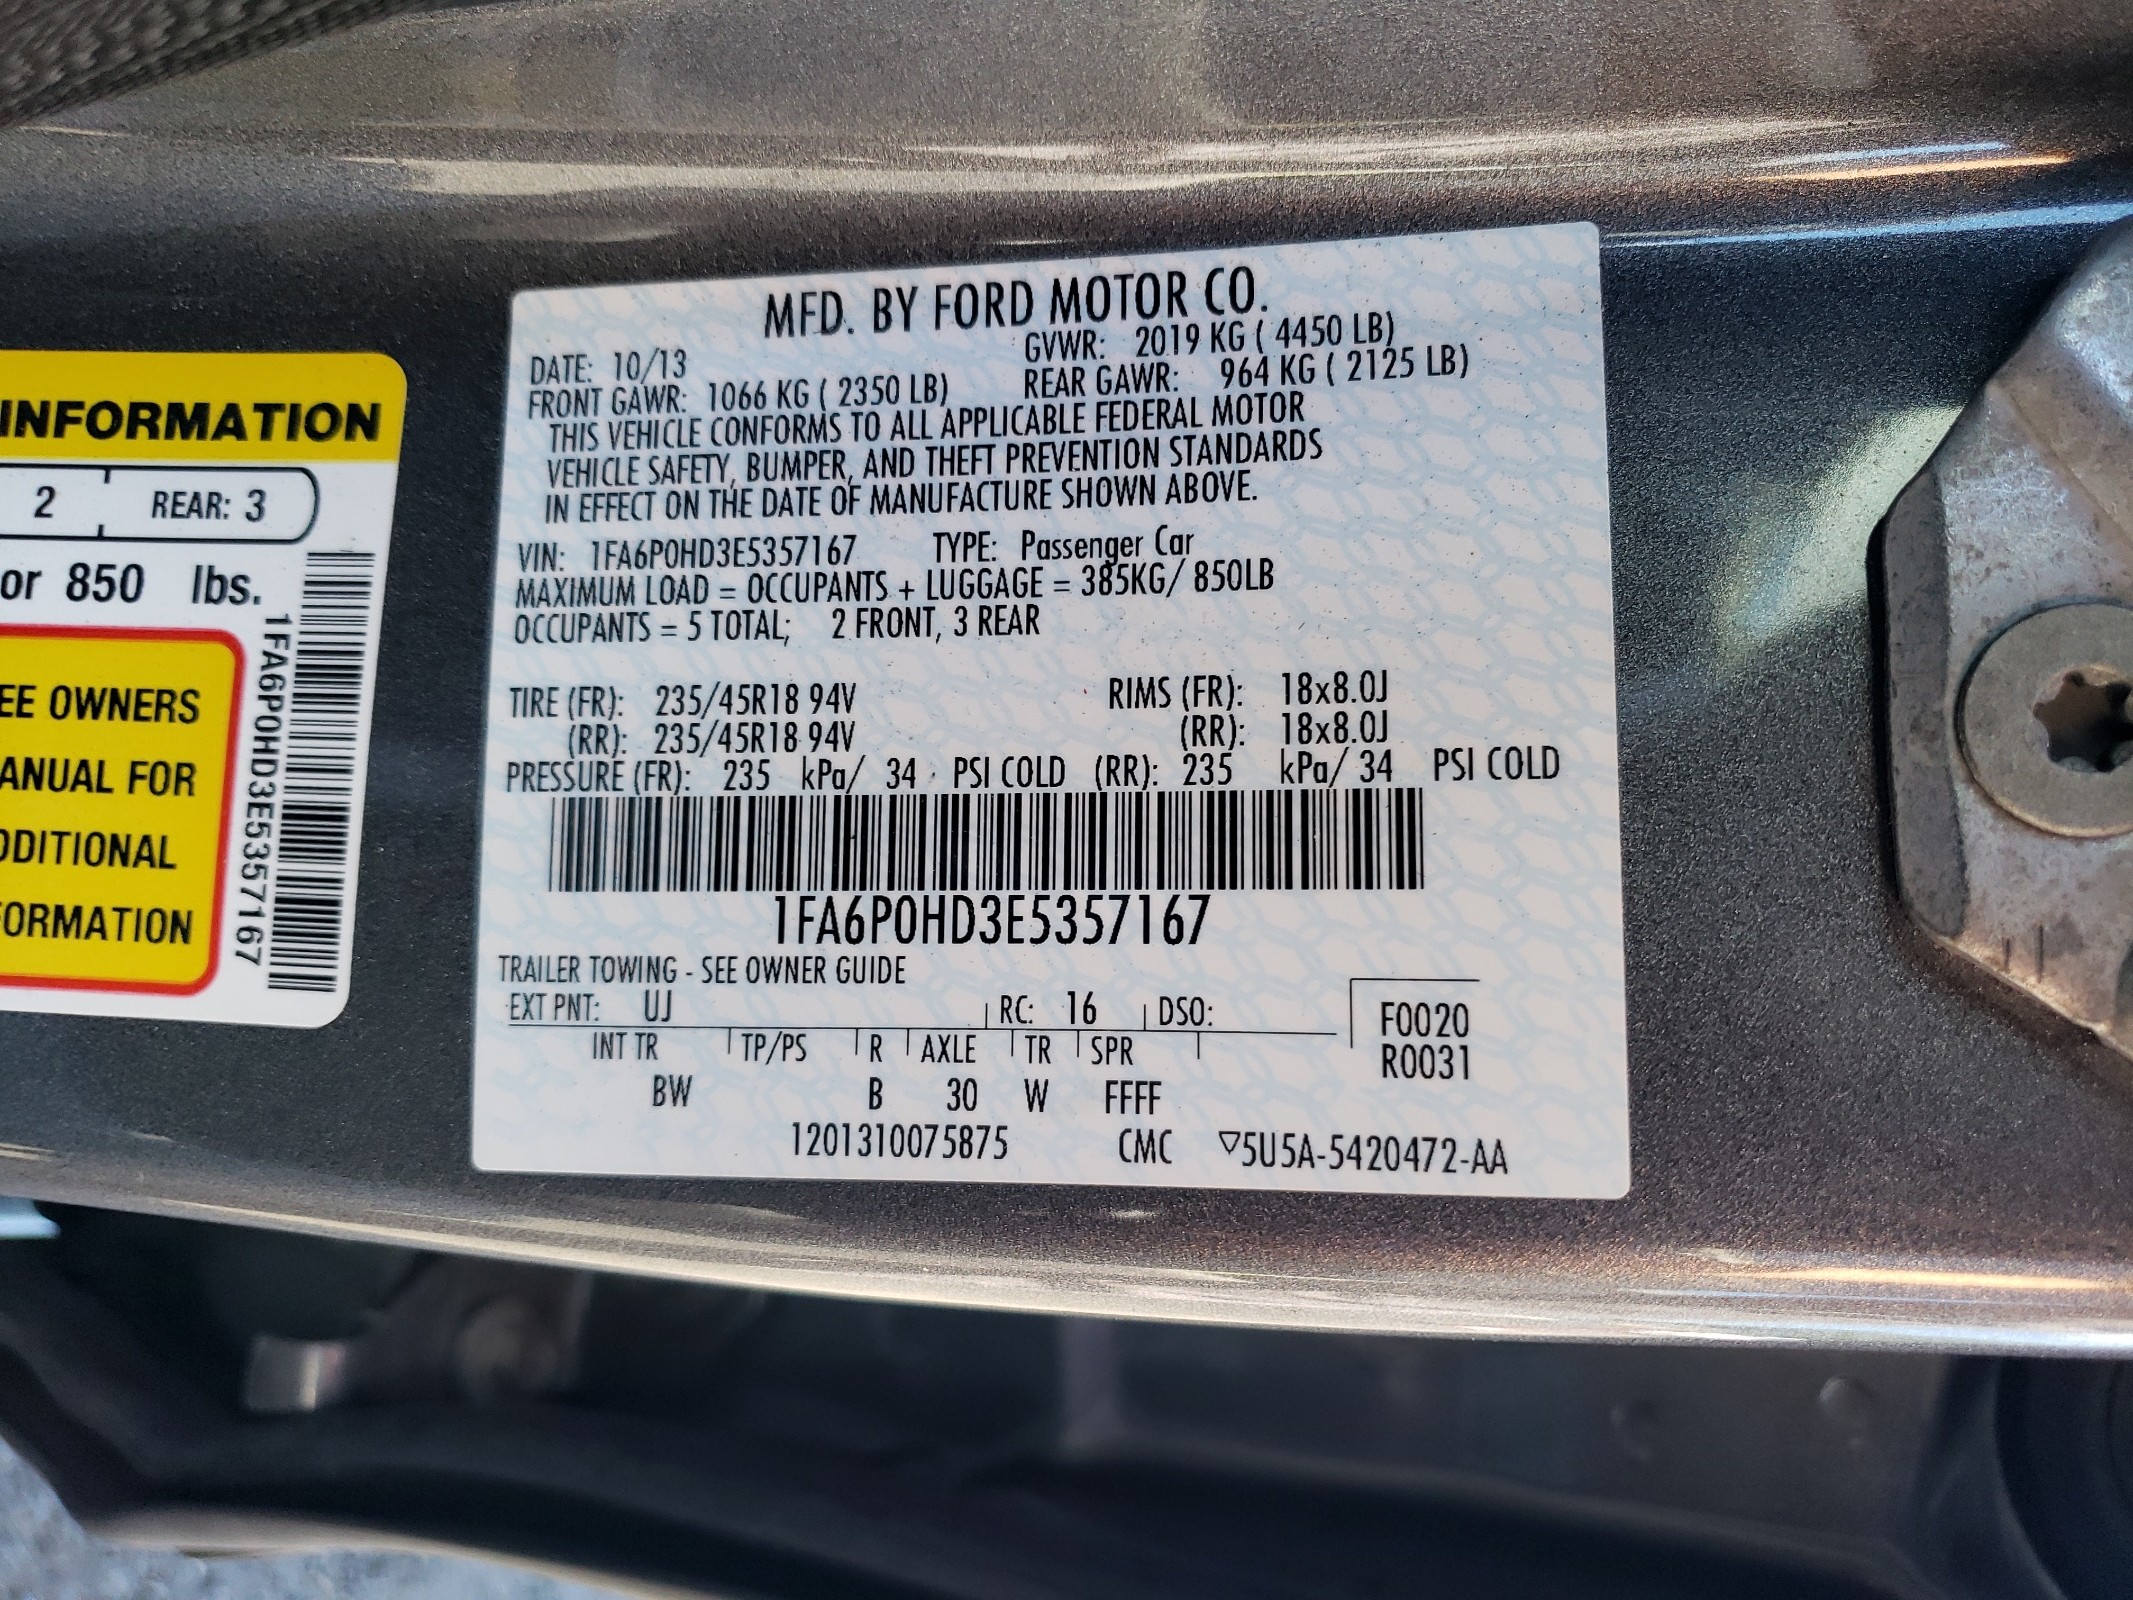 INFORMATION
2 REAR: 3
or 850 lbs.
EE OWNERS
ANUAL FOR
DDITIONAL
FORMATION
1FA6P0HD3E5357167
MFD. BY FORD MOTOR CO.
DATE: 10/13 GVWR: 2019 KG ( 4450 LB)
FRONT GAWR: 1066 KG ( 2350 LB) REAR GAWR: 964 KG ( 2125 LB)
THIS VEHICLE CONFORMS TO ALL APPLICABLE FEDERAL MOTOR
VEHICLE SAFETY, BUMPER, AND THEFT PREVENTION STANDARDS
IN EFFECT ON THE DATE OF MANUFACTURE SHOWN ABOVE.
VIN: 1FA6P0HD3E5357167 TYPE: Passenger Car
MAXIMUM LOAD = OCCUPANTS + LUGGAGE = 385KG/ 850LB
OCCUPANTS = 5 TOTAL; 2 FRONT, 3 REAR
TIRE (FR): 235/45R18 94V RIMS (FR): 18x8.0J
(RR): 235/45R18 94V (RR): 18x8.0J
PRESSURE (FR): 235 kPa/ 34 PSI COLD (RR): 235 kPa/ 34 PSI COLD
1FA6P0HD3E5357167
TRAILER TOWING - SEE OWNER GUIDE
EXT PNT: UJ RC: 16 DSO: F0020
INT TR TP/PS R AXLE TR SPR R0031
BW B 30 W FFFF
1201310075875 CMC ▽5U5A-5420472-AA